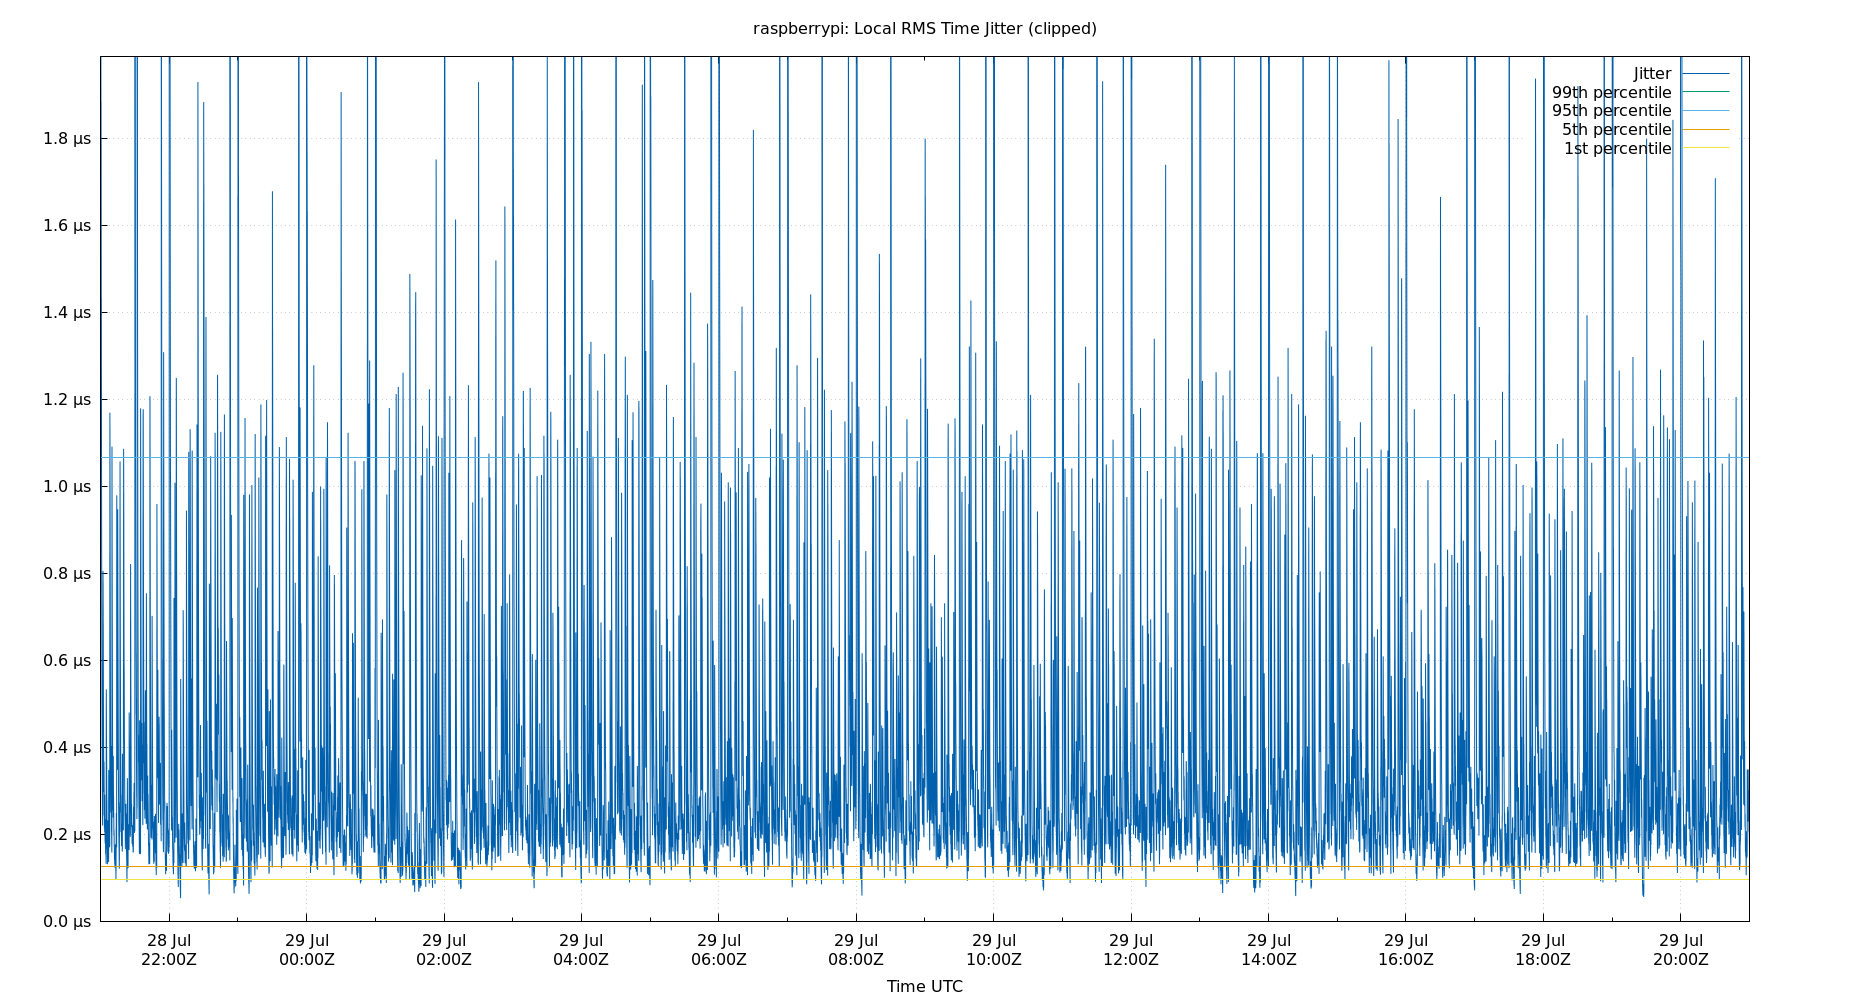 raspberrypi: Local RMS Time Jitter (clipped)
Jitter
99th percentile
95th percentile
5th percentile
1st percentile
1.8 µs
1.6 µs
1.4 µs
1.2 µs
1.0 µs
0.8 µs
0.6 µs
0.4 µs
0.2 µs
0.0 µs
28 Jul 29 Jul 29 Jul 29 Jul 29 Jul 29 Jul 29 Jul 29 Jul 29 Jul 29 Jul 29 Jul 29 Jul
22:00Z 00:00Z 02:00Z 04:00Z 06:00Z 08:00Z 10:00Z 12:00Z 14:00Z 16:00Z 18:00Z 20:00Z
Time UTC